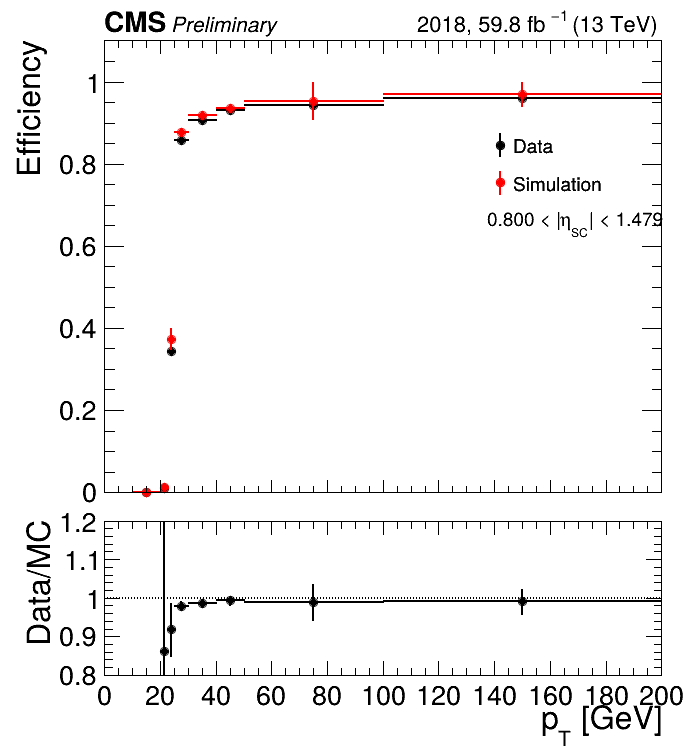 CMS Preliminary 2018, 59.8 fb⁻¹ (13 TeV)
Efficiency
1
0.8
0.6
0.4
0.2
0
Data
Simulation
0.800 < |η_SC| < 1.479
Data/MC
1.2
1.1
1
0.9
0.8
0 20 40 60 80 100 120 140 160 180 200
p_T [GeV]